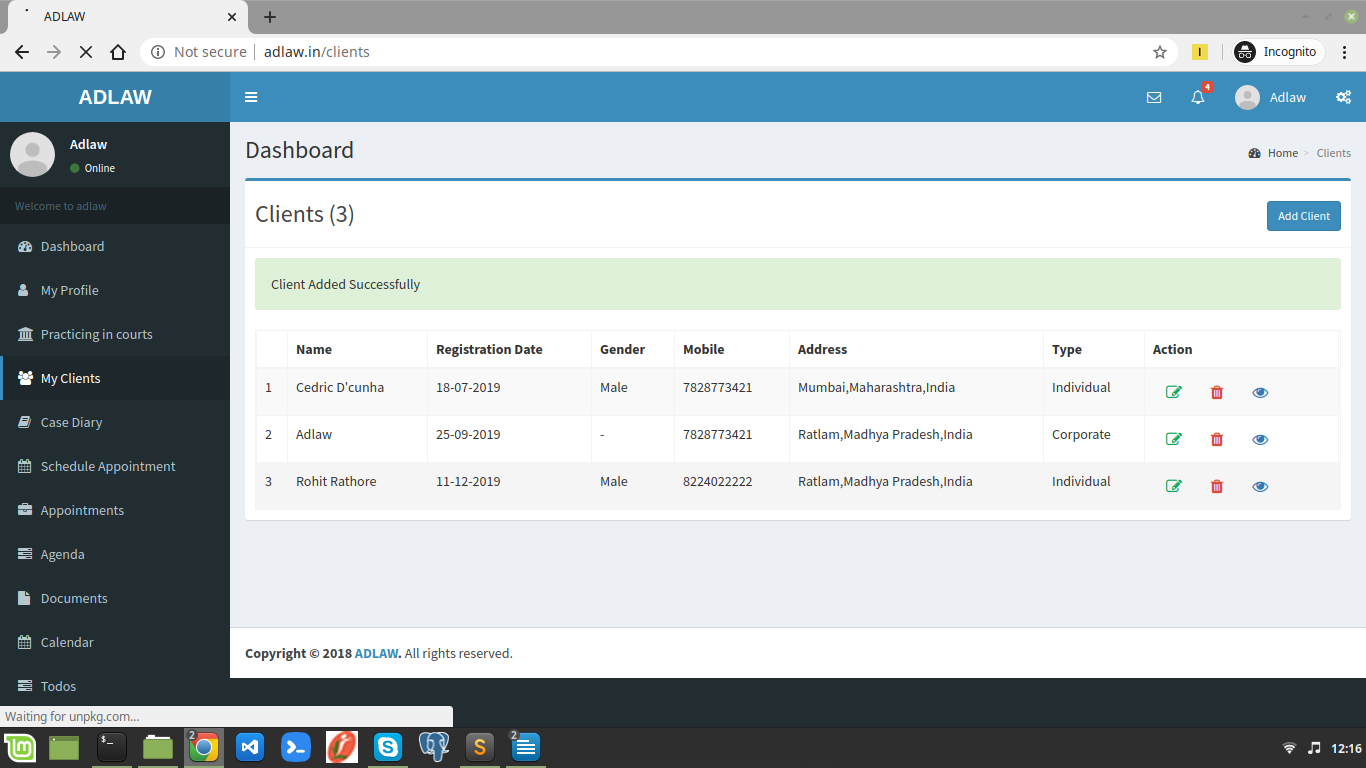 ADLAW
Not secure adlaw.in/clients
I
Incognito
ADLAW
4
Adlaw
Adlaw
Online
Welcome to adlaw
Dashboard
My Profile
Practicing in courts
My Clients
Case Diary
Schedule Appointment
Appointments
Agenda
Documents
Calendar
Todos
Dashboard
Home > Clients
Clients (3)
Add Client
Client Added Successfully
Name Registration Date Gender Mobile Address Type Action
1 Cedric D'cunha 18-07-2019 Male 7828773421 Mumbai,Maharashtra,India Individual
2 Adlaw 25-09-2019 - 7828773421 Ratlam,Madhya Pradesh,India Corporate
3 Rohit Rathore 11-12-2019 Male 8224022222 Ratlam,Madhya Pradesh,India Individual
Copyright © 2018 ADLAW. All rights reserved.
Waiting for unpkg.com...
$_
2
S
S
2
12:16